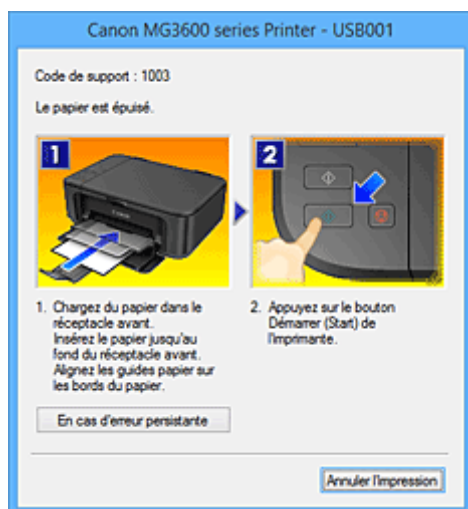 Canon MG3600 series Printer - USB001
Code de support : 1003
Le papier est épuisé.
1
2
1. Chargez du papier dans le
réceptacle avant.
Insérez le papier jusqu'au
fond du réceptacle avant.
Alignez les guides papier sur
les bords du papier.
2. Appuyez sur le bouton
Démarrer (Start) de
l'imprimante.
En cas d'erreur persistante
Annuler l'impression